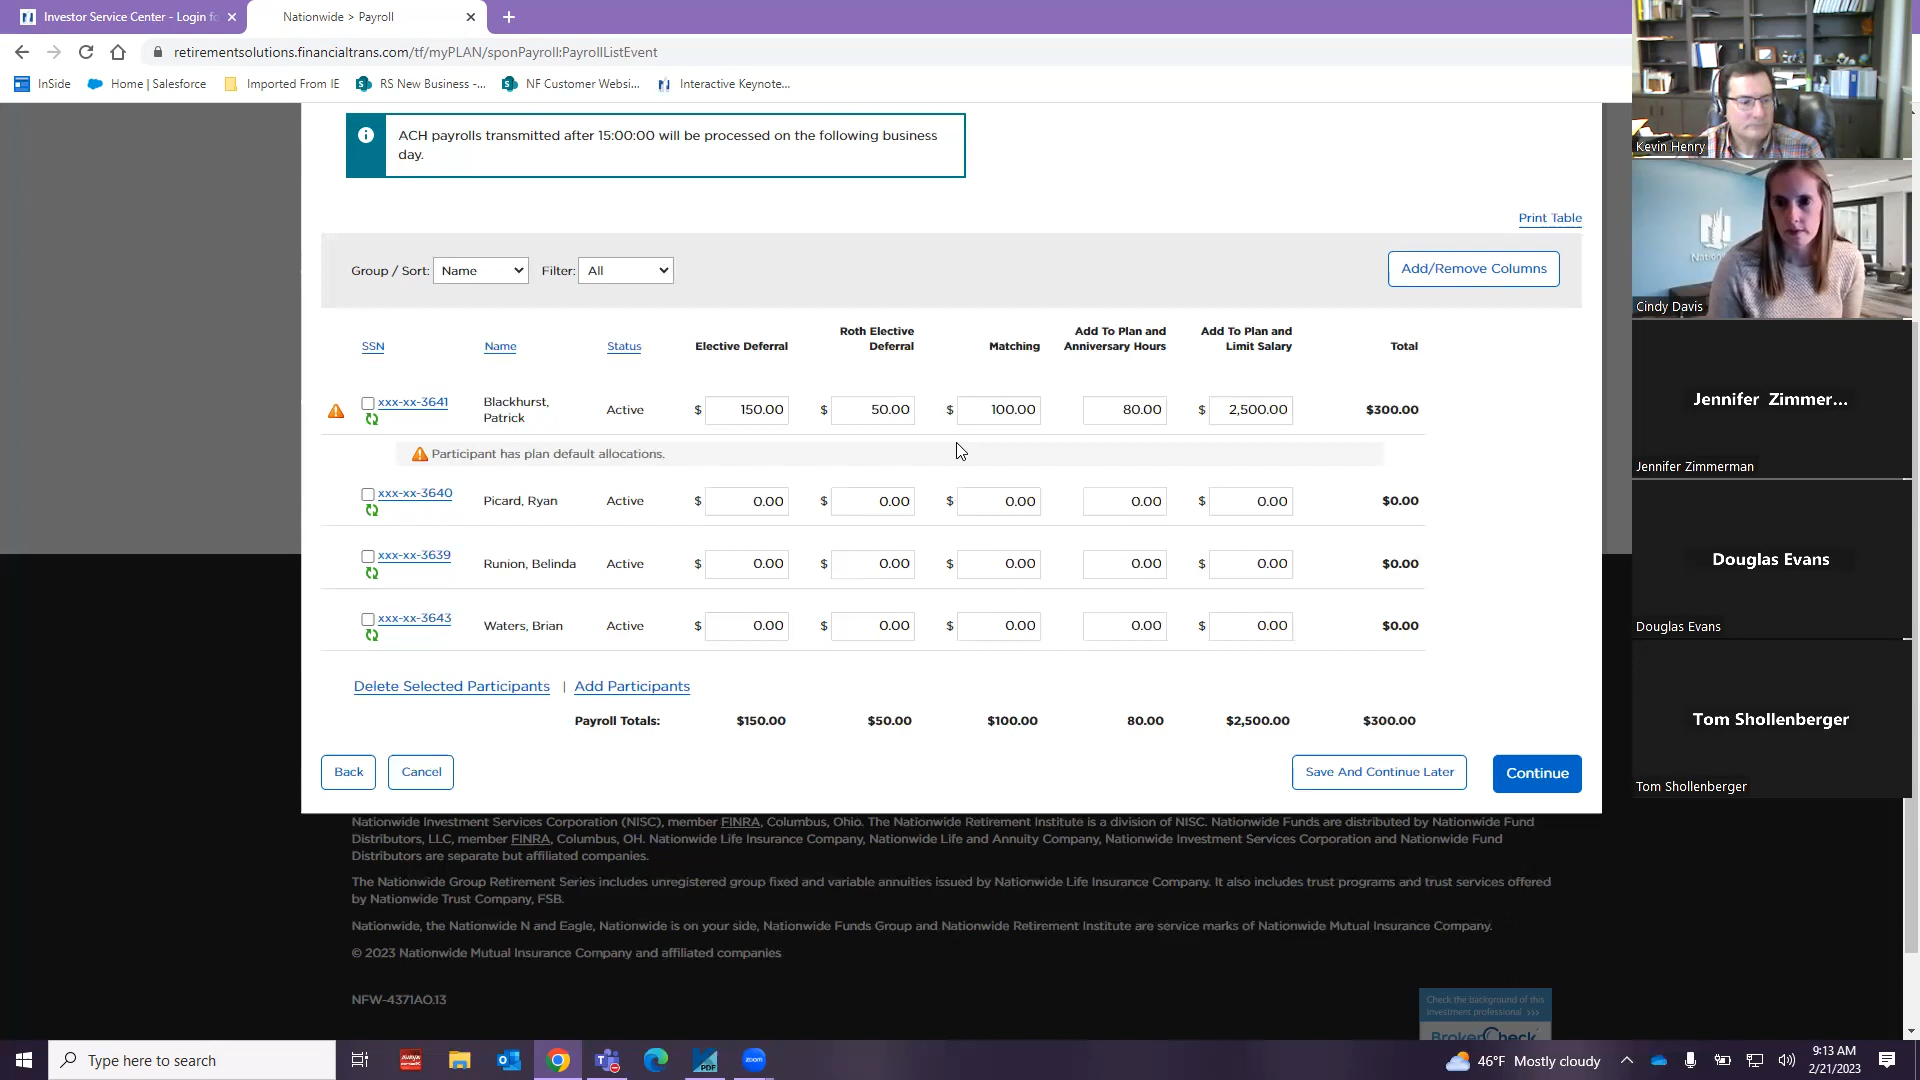 Investor Service Center - Login fo
Nationwide > Payroll
retirementsolutions.financialtrans.com/tf/myPLAN/sponPayroll:PayrollListEvent
InSide
Home | Salesforce
Imported From IE
RS New Business -...
NF Customer Websi...
Interactive Keynote...
ACH payrolls transmitted after 15:00:00 will be processed on the following business
day.
Print Table
Group / Sort: Name Filter: All
Add/Remove Columns
SSN Name Status Elective Deferral Roth Elective Deferral Matching Add To Plan and Anniversary Hours Add To Plan and Limit Salary Total
xxx-xx-3641 Blackhurst, Patrick Active $ 150.00 $ 50.00 $ 100.00 80.00 $ 2,500.00 $300.00
Participant has plan default allocations.
xxx-xx-3640 Picard, Ryan Active $ 0.00 $ 0.00 $ 0.00 0.00 $ 0.00 $0.00
xxx-xx-3639 Runion, Belinda Active $ 0.00 $ 0.00 $ 0.00 0.00 $ 0.00 $0.00
xxx-xx-3643 Waters, Brian Active $ 0.00 $ 0.00 $ 0.00 0.00 $ 0.00 $0.00
Delete Selected Participants | Add Participants
Payroll Totals: $150.00 $50.00 $100.00 80.00 $2,500.00 $300.00
Back Cancel Save And Continue Later Continue
Nationwide Investment Services Corporation (NISC), member FINRA, Columbus, Ohio. The Nationwide Retirement Institute is a division of NISC. Nationwide Funds are distributed by Nationwide Fund
Distributors, LLC, member FINRA, Columbus, OH. Nationwide Life Insurance Company, Nationwide Life and Annuity Company, Nationwide Investment Services Corporation and Nationwide Fund
Distributors are separate but affiliated companies.
The Nationwide Group Retirement Series includes unregistered group fixed and variable annuities issued by Nationwide Life Insurance Company. It also includes trust programs and trust services offered
by Nationwide Trust Company, FSB.
Nationwide, the Nationwide N and Eagle, Nationwide is on your side, Nationwide Funds Group and Nationwide Retirement Institute are service marks of Nationwide Mutual Insurance Company.
© 2023 Nationwide Mutual Insurance Company and affiliated companies
NFW-4371AO.13
Check the background of this
investment professional >>>
BrokerCheck
Kevin Henry
Cindy Davis
Jennifer Zimmer...
Jennifer Zimmerman
Douglas Evans
Douglas Evans
Tom Shollenberger
Tom Shollenberger
Type here to search
zoom
46°F Mostly cloudy
9:13 AM
2/21/2023